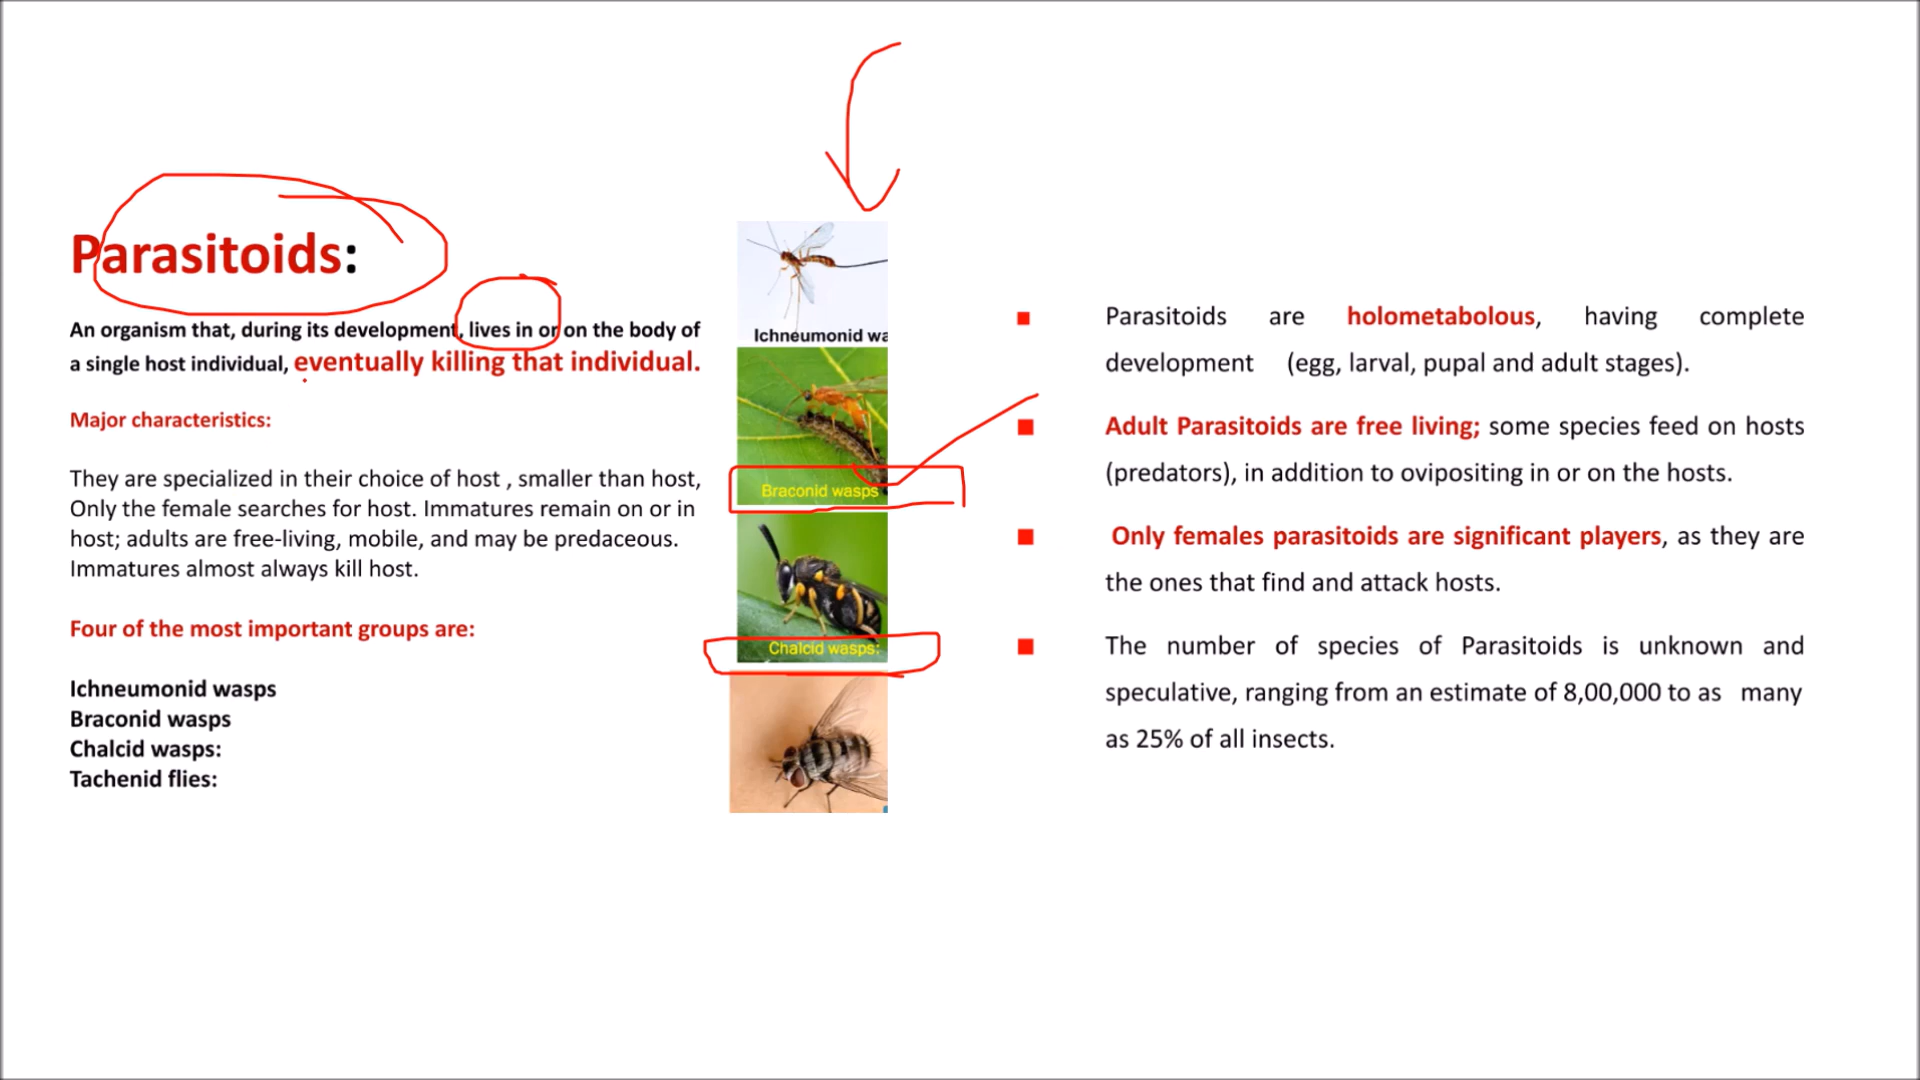 Parasitoids:
An organism that, during its development, lives in or on the body of
a single host individual, eventually killing that individual.
Major characteristics:
They are specialized in their choice of host , smaller than host,
Only the female searches for host. Immatures remain on or in
host; adults are free-living, mobile, and may be predaceous.
Immatures almost always kill host.
Four of the most important groups are:
Ichneumonid wasps
Braconid wasps
Chalcid wasps:
Tachenid flies:
Ichneumonid wa
Braconid wasps
Chalcid wasps:
Parasitoids are holometabolous, having complete
development (egg, larval, pupal and adult stages).
Adult Parasitoids are free living; some species feed on hosts
(predators), in addition to ovipositing in or on the hosts.
Only females parasitoids are significant players, as they are
the ones that find and attack hosts.
The number of species of Parasitoids is unknown and
speculative, ranging from an estimate of 8,00,000 to as many
as 25% of all insects.